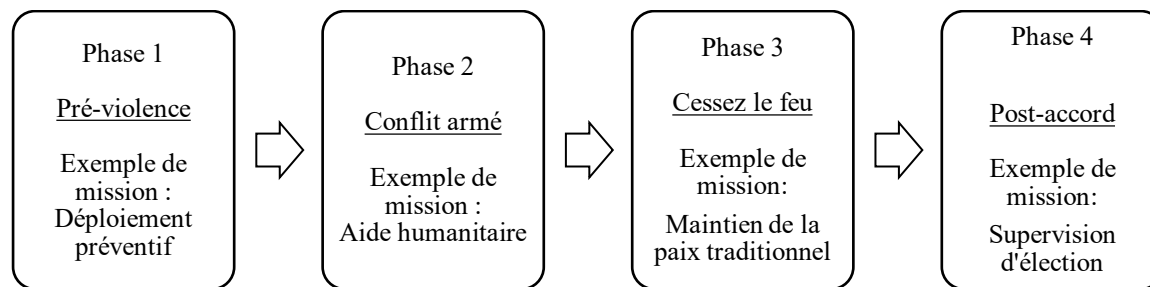 Phase 1
Pré-violence
Exemple de
mission :
Déploiement
préventif
Phase 2
Conflit armé
Exemple de
mission :
Aide humanitaire
Phase 3
Cessez le feu
Exemple de
mission:
Maintien de la
paix traditionnel
Phase 4
Post-accord
Exemple de
mission:
Supervision
d'élection